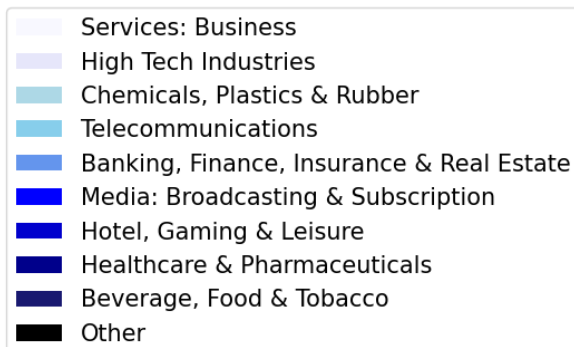 Services: Business
High Tech Industries
Chemicals, Plastics & Rubber
Telecommunications
Banking, Finance, Insurance & Real Estate
Media: Broadcasting & Subscription
Hotel, Gaming & Leisure
Healthcare & Pharmaceuticals
Beverage, Food & Tobacco
Other